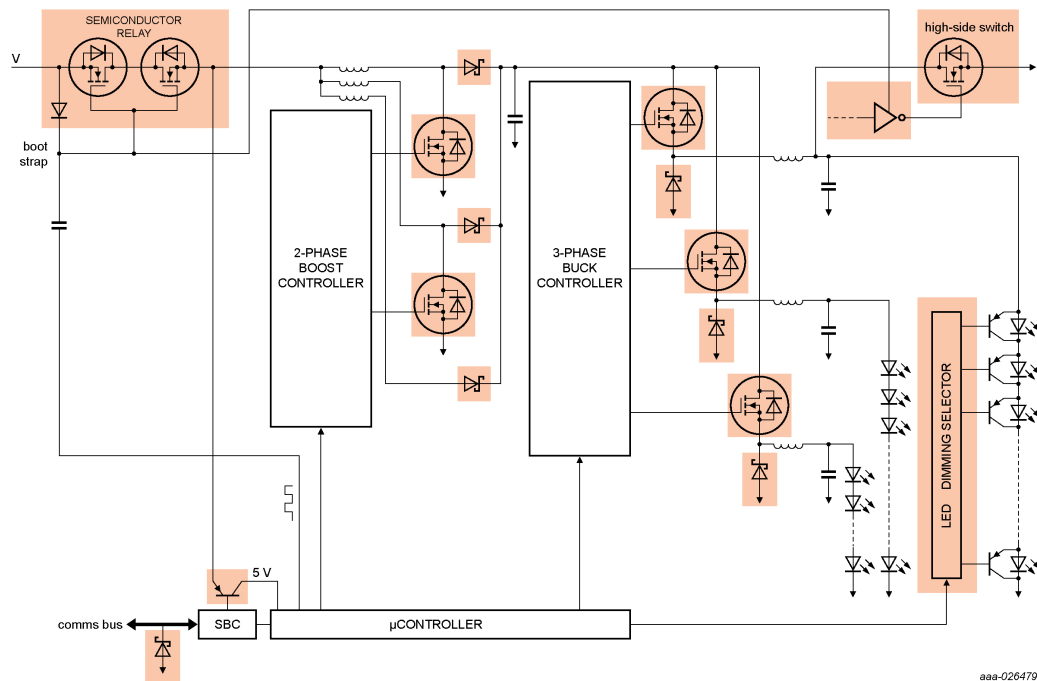 SEMICONDUCTOR
RELAY
high-side switch
V
boot
strap
2-PHASE
BOOST
CONTROLLER
3-PHASE
BUCK
CONTROLLER
LED DIMMING SELECTOR
5 V
comms bus
SBC
µCONTROLLER
aaa-026479